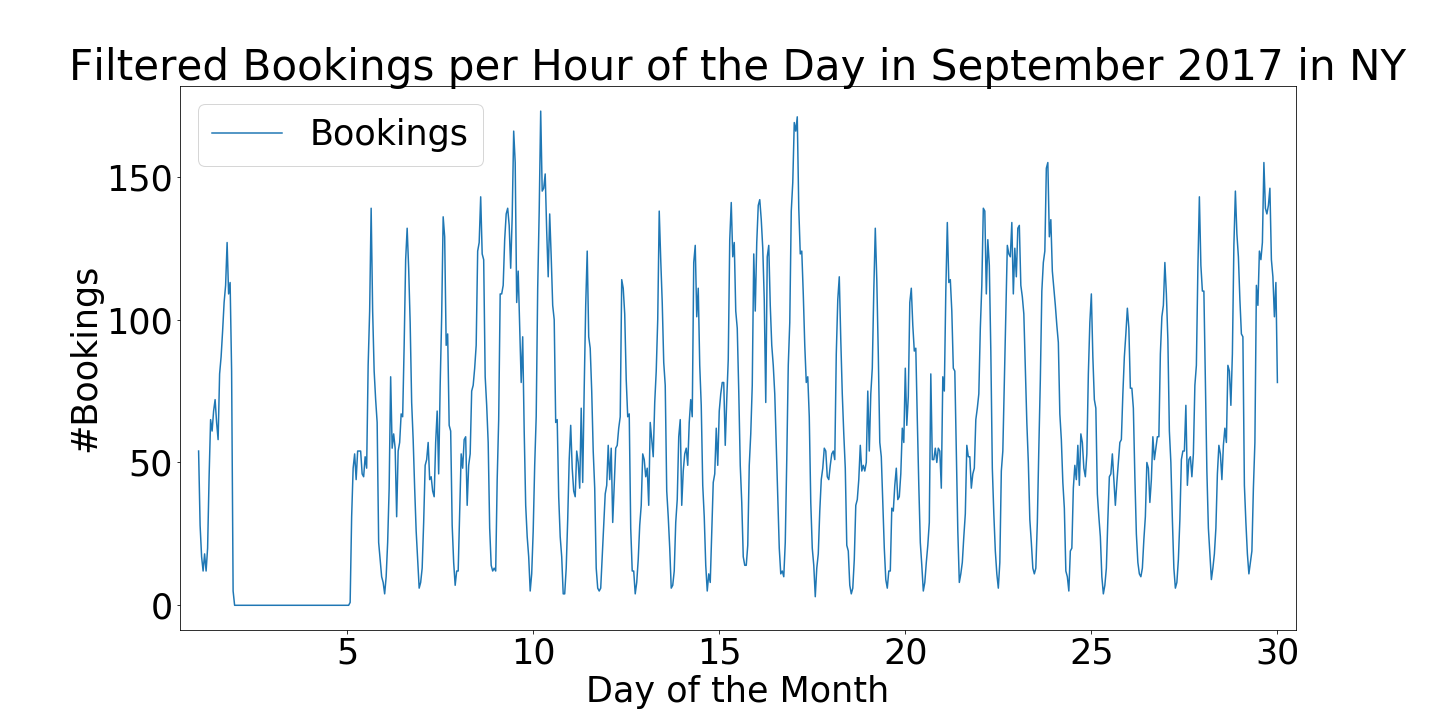 Filtered Bookings per Hour of the Day in September 2017 in NY
Bookings
150
100
50
0
#Bookings
5 10 15 20 25 30
Day of the Month